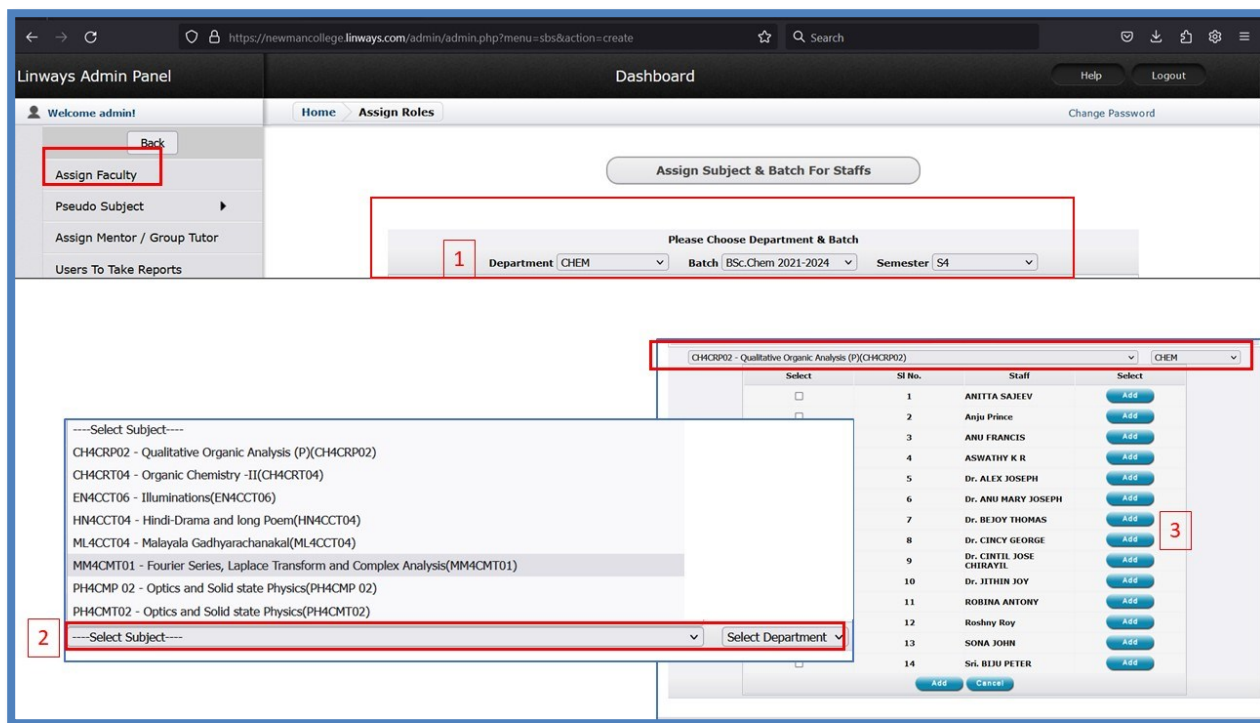 https://newmancollege.linways.com/admin/admin.php?menu=sbs&action=create
Search
Linways Admin Panel
Dashboard
Help
Logout
Welcome admin!
Home
Assign Roles
Change Password
Back
Assign Faculty
Pseudo Subject
Assign Mentor / Group Tutor
Users To Take Reports
Assign Subject & Batch For Staffs
Please Choose Department & Batch
1
Department CHEM Batch BSc.Chem 2021-2024 Semester S4
----Select Subject----
CH4CRP02 - Qualitative Organic Analysis (P)(CH4CRP02)
CH4CRT04 - Organic Chemistry -II(CH4CRT04)
EN4CCT06 - Illuminations(EN4CCT06)
HN4CCT04 - Hindi-Drama and long Poem(HN4CCT04)
ML4CCT04 - Malayala Gadhyarachanakal(ML4CCT04)
MM4CMT01 - Fourier Series, Laplace Transform and Complex Analysis(MM4CMT01)
PH4CMP 02 - Optics and Solid state Physics(PH4CMP 02)
PH4CMT02 - Optics and Solid state Physics(PH4CMT02)
2
----Select Subject---- Select Department
CH4CRP02 - Qualitative Organic Analysis (P)(CH4CRP02) CHEM
Select Sl No. Staff Select
1 ANITTA SAJEEV Add
2 Anju Prince Add
3 ANU FRANCIS Add
4 ASWATHY K R Add
5 Dr. ALEX JOSEPH Add
6 Dr. ANU MARY JOSEPH Add
7 Dr. BEJOY THOMAS Add
8 Dr. CINCY GEORGE Add
3
9 Dr. CINTIL JOSE CHIRAYIL Add
10 Dr. JITHIN JOY Add
11 ROBINA ANTONY Add
12 Roshny Roy Add
13 SONA JOHN Add
14 Sri. BIJU PETER Add
Add Cancel